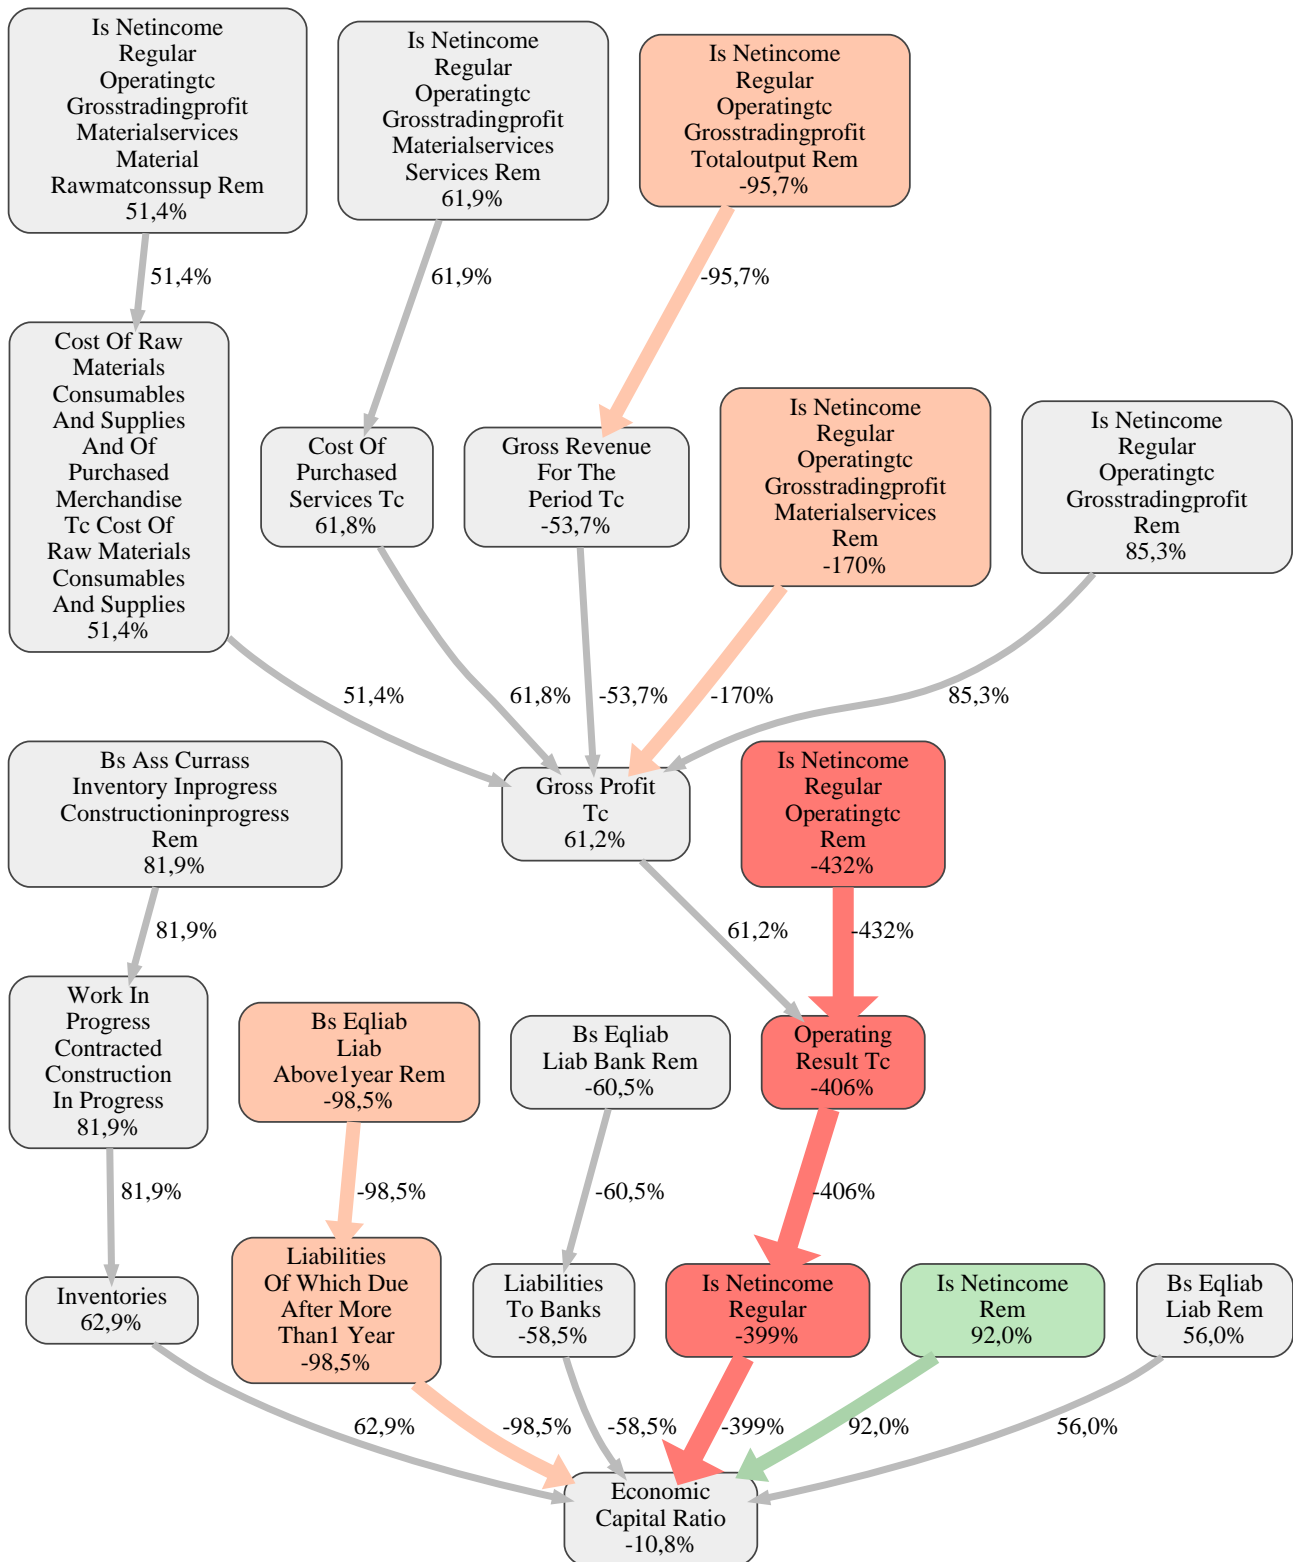 Is Netincome
Regular
Operatingtc
Grosstradingprofit
Materialservices
Material
Rawmatconssup Rem
51,4%
Is Netincome
Regular
Operatingtc
Grosstradingprofit
Materialservices
Services Rem
61,9%
Is Netincome
Regular
Operatingtc
Grosstradingprofit
Totaloutput Rem
-95,7%
51,4%
61,9%
-95,7%
Cost Of Raw
Materials
Consumables
And Supplies
And Of
Purchased
Merchandise
Tc Cost Of
Raw Materials
Consumables
And Supplies
51,4%
Cost Of
Purchased
Services Tc
61,8%
Gross Revenue
For The
Period Tc
-53,7%
Is Netincome
Regular
Operatingtc
Grosstradingprofit
Materialservices
Rem
-170%
Is Netincome
Regular
Operatingtc
Grosstradingprofit
Rem
85,3%
51,4%
61,8%
-53,7%
-170%
85,3%
Bs Ass Currass
Inventory Inprogress
Constructioninprogress
Rem
81,9%
Gross Profit
Tc
61,2%
Is Netincome
Regular
Operatingtc
Rem
-432%
81,9%
61,2%
-432%
Work In
Progress
Contracted
Construction
In Progress
81,9%
Bs Eqliab
Liab
Above1year Rem
-98,5%
Bs Eqliab
Liab Bank Rem
-60,5%
Operating
Result Tc
-406%
81,9%
-98,5%
-60,5%
-406%
Inventories
62,9%
Liabilities
Of Which Due
After More
Than1 Year
-98,5%
Liabilities
To Banks
-58,5%
Is Netincome
Regular
-399%
Is Netincome
Rem
92,0%
Bs Eqliab
Liab Rem
56,0%
62,9%
-98,5%
-58,5%
-399%
92,0%
56,0%
Economic
Capital Ratio
-10,8%